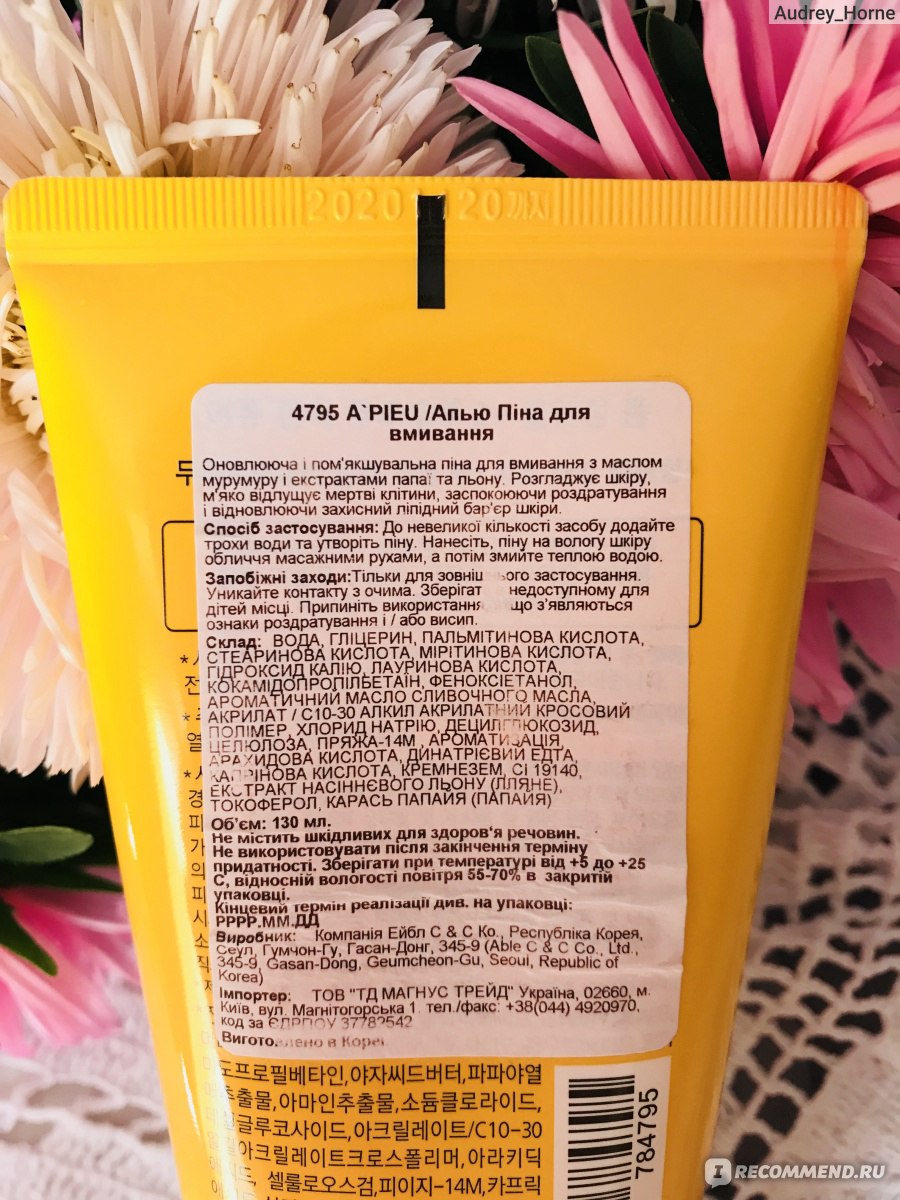 Audrey_Horne
2020 20까지
4795 A`PIEU /Апью Піна для
вмивання
Оновлююча і пом'якшувальна піна для вмивання з маслом
мурумуру і екстрактами папаї та льону. Розгладжує шкіру,
м'яко відлущує мертві клітини, заспокоюючи роздратування
і відновлюючи захисний ліпідний бар'єр шкіри.
Спосіб застосування: До невеликої кількості засобу додайте
трохи води та утворіть піну. Нанесіть, піну на вологу шкіру
обличчя масажними рухами, а потім змийте теплою водою.
Запобіжні заходи:Тільки для зовніш ього застосування.
Уникайте контакту з очима. Зберігат недоступному для
дітей місці. Припиніть використанн що з'являються
ознаки роздратування і / або висип.
Склад: ВОДА, ГЛІЦЕРИН, ПАЛЬМІТИНОВА КИСЛОТА,
СТЕАРИНОВА КИСЛОТА, МІРІТИНОВА КИСЛОТА,
ГІДРОКСИД КАЛІЮ, ЛАУРИНОВА КИСЛОТА,
КОКАМІДОПРОПІЛБЕТАЇН, ФЕНОКСІЕТАНОЛ,
АРОМАТИЧНИЙ МАСЛО СЛИВОЧНОГО МАСЛА,
АКРИЛАТ / C10-30 АЛКИЛ АКРИЛАТНИЙ КРОСОВИЙ
ПОЛІМЕР, ХЛОРИД НАТРІЮ, ДЕЦИЛГЛЮКОЗИД,
ЦЕЛЮЛОЗА, ПРЯЖА-14М , АРОМАТИЗАЦІЯ,
АРАХИДОВА КИСЛОТА, ДИНАТРІЄВИЙ ЕДТА,
КАПРІНОВА КИСЛОТА, КРЕМНЕЗЕМ, CI 19140,
ЕКСТРАКТ НАСІННЄВОГО ЛЬОНУ (ЛЛЯНЕ),
ТОКОФЕРОЛ, КАРАСЬ ПАПАЙЯ (ПАПАЙЯ)
Об'єм: 130 мл.
Не містить шкідливих для здоров'я речовин.
Не використовувати після закінчення терміну
придатності. Зберігати при температурі від +5 до +25
С, відносній вологості повітря 55-70% в закритій
упаковці.
Кінцевий термін реалізації див. на упаковці:
РРРР.ММ.ДД
Виробник: Компанія Ейбл С & С Ко., Республіка Корея,
Сеул, Гумчон-Гу, Гасан-Донг, 345-9 (Able C & C Co., Ltd.,
345-9, Gasan-Dong, Geumcheon-Gu, Seoul, Republic of
Korea)
Імпортер: ТОВ "ТД МАГНУС ТРЕЙД" Україна, 02660, м.
Київ, вул. Магнітогорська 1. тел./факс: +38(044) 4920970,
код за ЄДРПОУ 37782542
Виготовлено в Кореї
도프로필베타인,야자씨드버터,파파야열
추출물,아마인추출물,소듐클로라이드,
글루코사이드,아크릴레이트/C10-30
아크릴레이트크로스폴리머,아라키딕
셀룰로오스검,피이지-14M,카프릭
784795
IRECOMMEND.RU